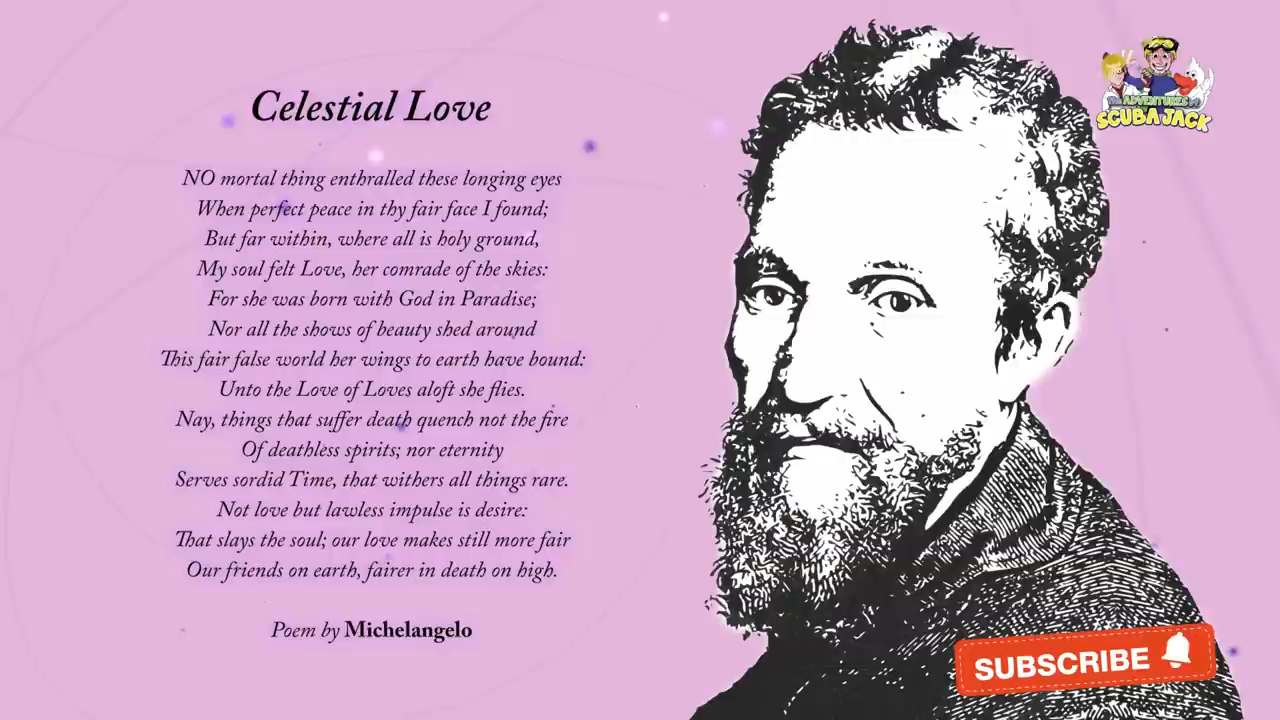 Celestial Love
NO mortal thing enthralled these longing eyes
When perfect peace in thy fair face I found;
But far within, where all is holy ground,
My soul felt Love, her comrade of the skies:
For she was born with God in Paradise;
Nor all the shows of beauty shed around
This fair false world her wings to earth have bound:
Unto the Love of Loves aloft she flies.
Nay, things that suffer death quench not the fire
Of deathless spirits; nor eternity
Serves sordid Time, that withers all things rare.
Not love but lawless impulse is desire:
That slays the soul; our love makes still more fair
Our friends on earth, fairer in death on high.
Poem by Michelangelo
The ADVENTURES of
SCUBA JACK
SUBSCRIBE